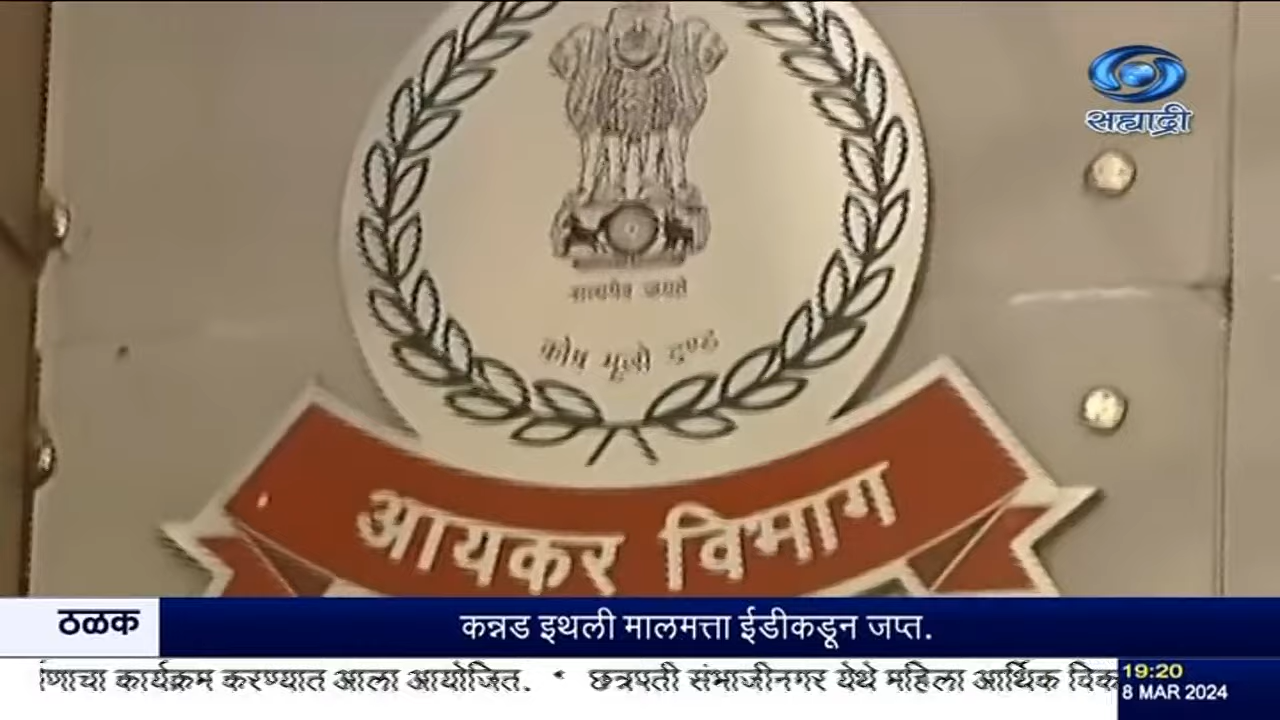 सह्याद्री
सत्यमेव जयते
कोष मूलो दण्ड
आयकर विभाग
ठळक
कन्नड इथली मालमत्ता ईडीकडून जप्त.
णाचा कार्यक्रम करण्यात आला आयोजित. * छत्रपती संभाजीनगर येथे महिला आर्थिक विक
19:20
8 MAR 2024